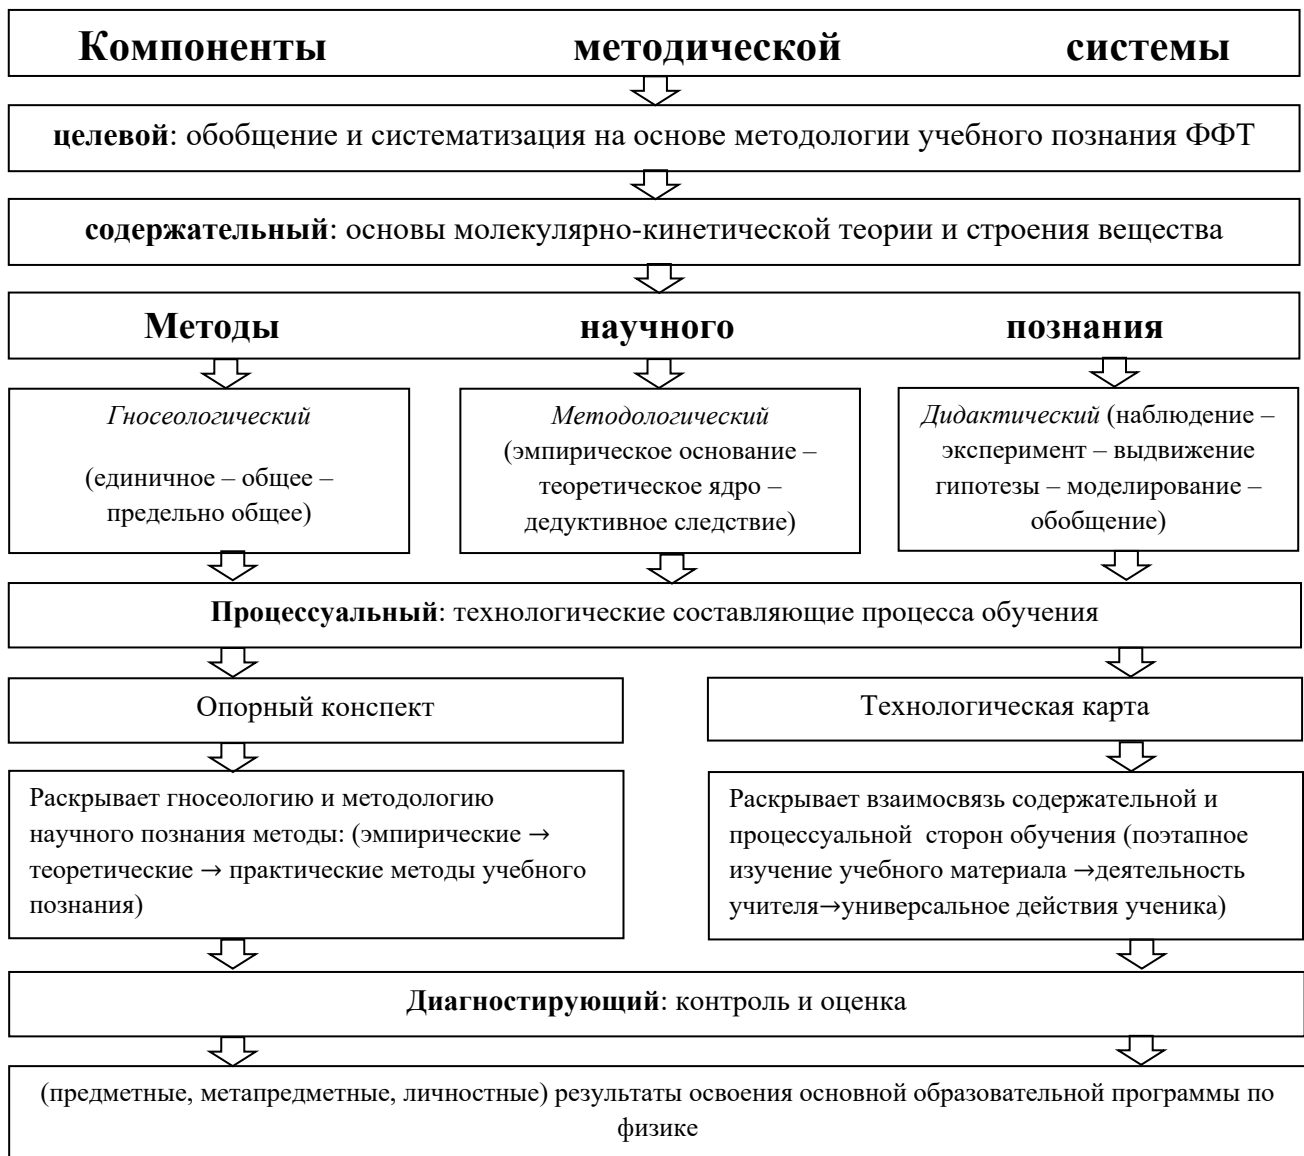 Компоненты методической системы
целевой: обобщение и систематизация на основе методологии учебного познания ФФТ
содержательный: основы молекулярно-кинетической теории и строения вещества
Методы научного познания
Гносеологический
(единичное – общее –
предельно общее)
Методологический
(эмпирическое основание –
теоретическое ядро –
дедуктивное следствие)
Дидактический (наблюдение –
эксперимент – выдвижение
гипотезы – моделирование –
обобщение)
Процессуальный: технологические составляющие процесса обучения
Опорный конспект
Технологическая карта
Раскрывает гносеологию и методологию
научного познания методы: (эмпирические →
теоретические → практические методы учебного
познания)
Раскрывает взаимосвязь содержательной и
процессуальной сторон обучения (поэтапное
изучение учебного материала →деятельность
учителя→универсальное действия ученика)
Диагностирующий: контроль и оценка
(предметные, метапредметные, личностные) результаты освоения основной образовательной программы по
физике